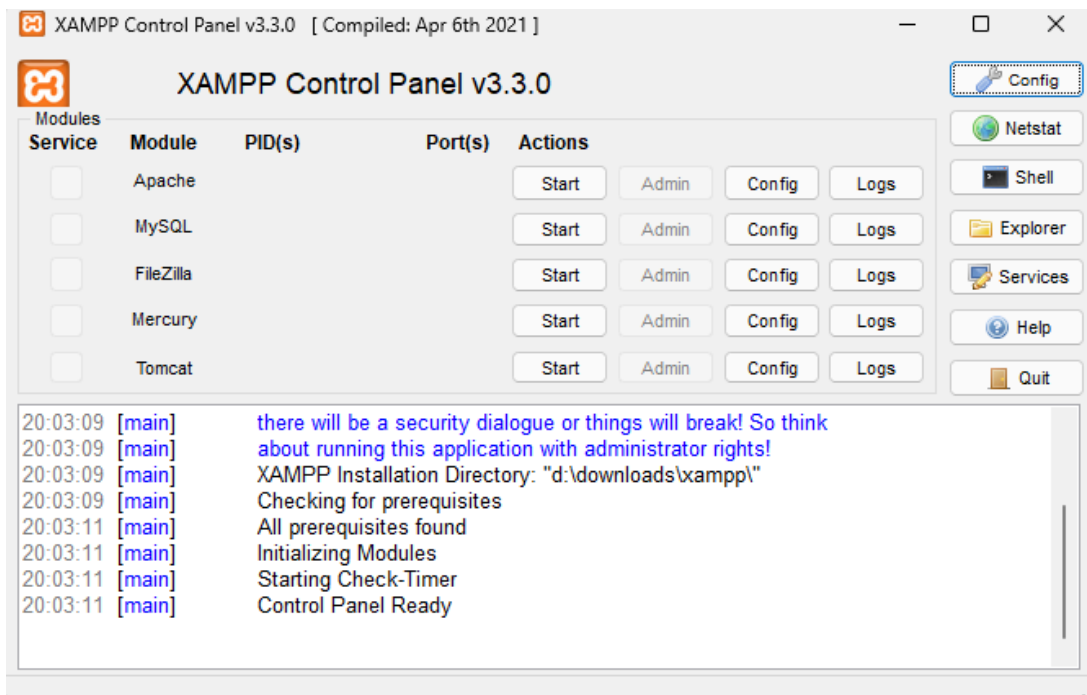 XAMPP Control Panel v3.3.0 [ Compiled: Apr 6th 2021 ]
XAMPP Control Panel v3.3.0
Config
Modules
Service Module PID(s) Port(s) Actions
Netstat
Apache Start Admin Config Logs
Shell
MySQL Start Admin Config Logs
Explorer
FileZilla Start Admin Config Logs
Services
Mercury Start Admin Config Logs
Help
Tomcat Start Admin Config Logs
Quit
20:03:09 [main] there will be a security dialogue or things will break! So think
20:03:09 [main] about running this application with administrator rights!
20:03:09 [main] XAMPP Installation Directory: "d:\downloads\xampp\"
20:03:09 [main] Checking for prerequisites
20:03:11 [main] All prerequisites found
20:03:11 [main] Initializing Modules
20:03:11 [main] Starting Check-Timer
20:03:11 [main] Control Panel Ready